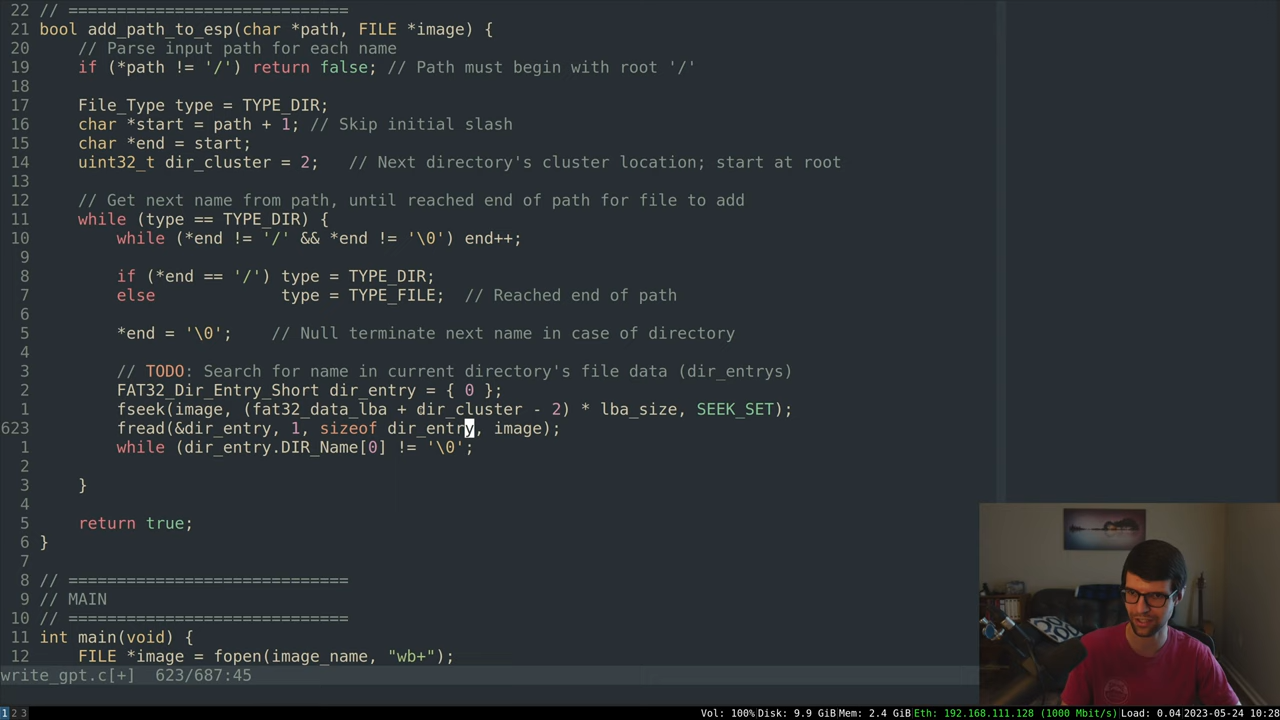 22 // =============================
21 bool add_path_to_esp(char *path, FILE *image) {
20     // Parse input path for each name
19     if (*path != '/') return false; // Path must begin with root '/'
18
17     File_Type type = TYPE_DIR;
16     char *start = path + 1; // Skip initial slash
15     char *end = start;
14     uint32_t dir_cluster = 2;   // Next directory's cluster location; start at root
13
12     // Get next name from path, until reached end of path for file to add
11     while (type == TYPE_DIR) {
10         while (*end != '/' && *end != '\0') end++;
9
8         if (*end == '/') type = TYPE_DIR;
7         else             type = TYPE_FILE;  // Reached end of path
6
5         *end = '\0';    // Null terminate next name in case of directory
4
3         // TODO: Search for name in current directory's file data (dir_entrys)
2         FAT32_Dir_Entry_Short dir_entry = { 0 };
1         fseek(image, (fat32_data_lba + dir_cluster - 2) * lba_size, SEEK_SET);
623         fread(&dir_entry, 1, sizeof dir_entry, image);
1         while (dir_entry.DIR_Name[0] != '\0';
2
3     }
4
5     return true;
6 }
7
8 // =============================
9 // MAIN
10 // =============================
11 int main(void) {
12     FILE *image = fopen(image_name, "wb+");
write_gpt.c[+]   623/687:45
1 2 3 Vol: 100% Disk: 9.9 GiB Mem: 2.4 GiB Eth: 192.168.111.128 (1000 Mbit/s) Load: 0.04 2023-05-24 10:28